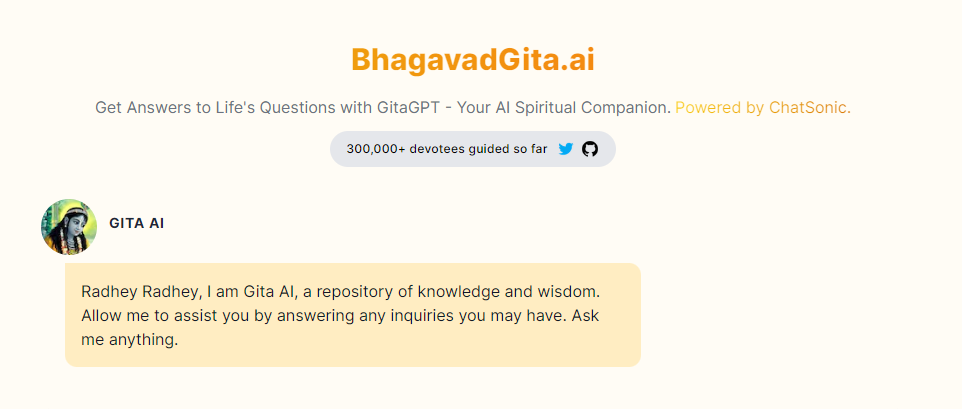 BhagavadGita.ai
Get Answers to Life's Questions with GitaGPT - Your AI Spiritual Companion. Powered by ChatSonic.
300,000+ devotees guided so far
GITA AI
Radhey Radhey, I am Gita AI, a repository of knowledge and wisdom.
Allow me to assist you by answering any inquiries you may have. Ask
me anything.